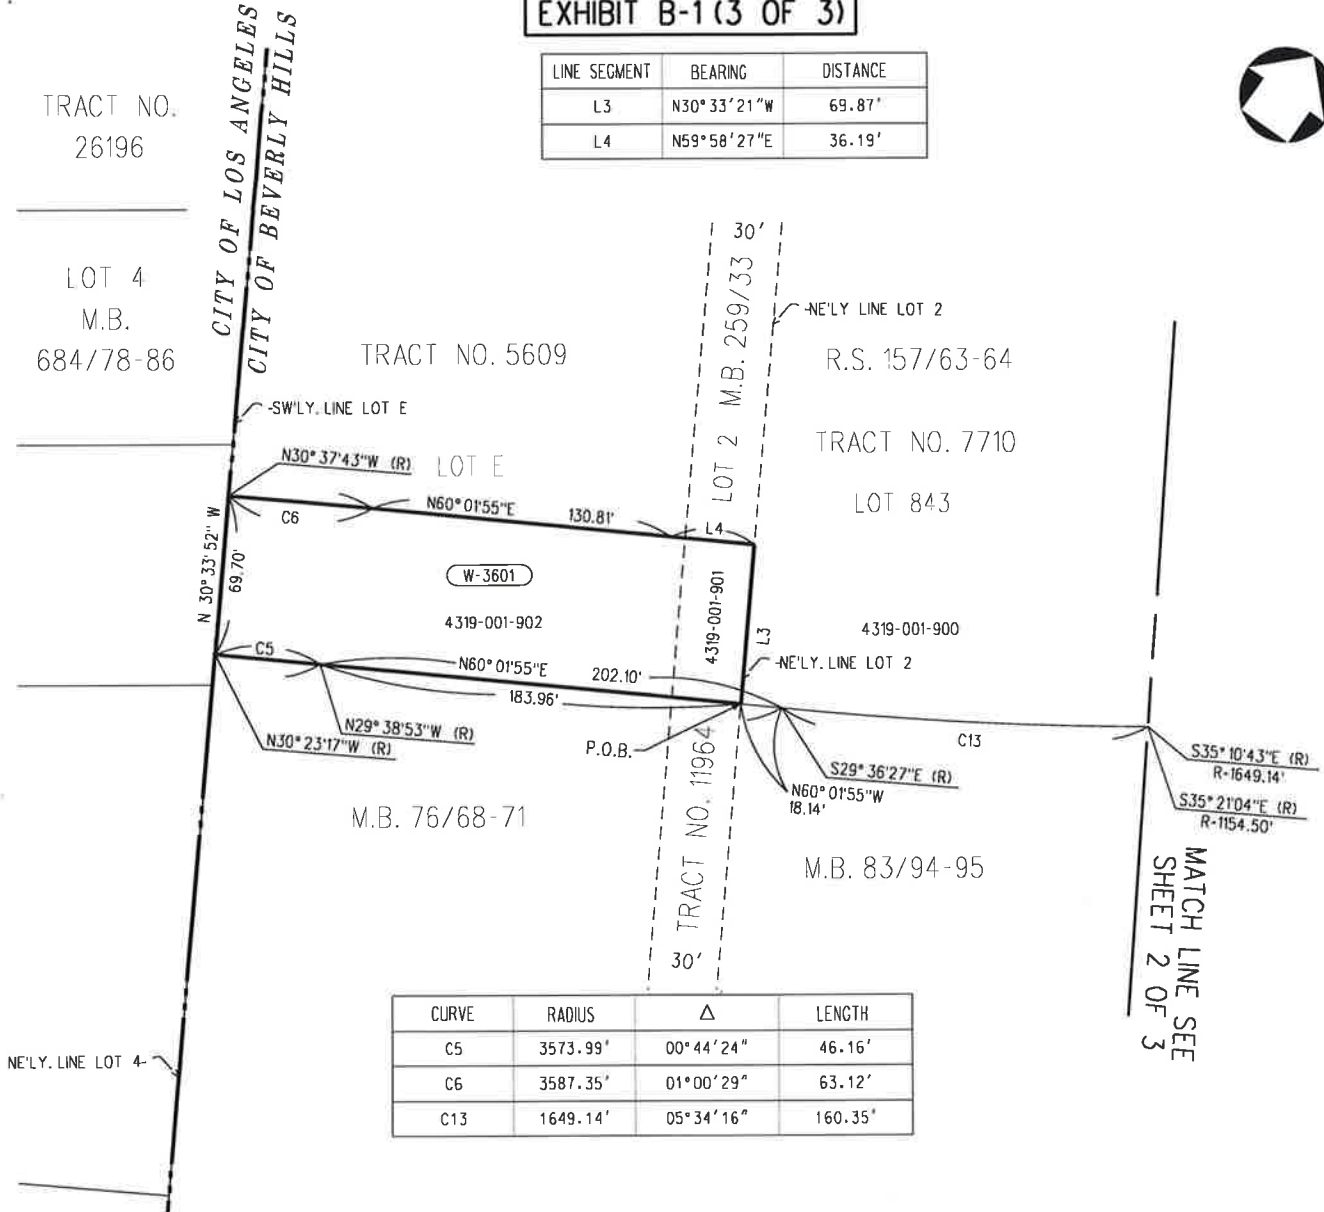 EXHIBIT B-1 (3 OF 3)
LINE SEGMENT BEARING DISTANCE
L3 N30°33'21"W 69.87'
L4 N59°58'27"E 36.19'
TRACT NO.
26196
CITY OF LOS ANGELES
CITY OF BEVERLY HILLS
LOT 4
M.B.
684/78-86
30'
LOT 2 M.B. 259/33
NE'LY LINE LOT 2
TRACT NO. 5609
R.S. 157/63-64
SW'LY. LINE LOT E
TRACT NO. 7710
N30°37'43"W (R)
LOT E
LOT 843
C6
N60°01'55"E
130.81'
L4
N 30°33'52" W
69.70'
W-3601
4319-001-902
4319-001-901
L3
4319-001-900
C5
N60°01'55"E
202.10'
NE'LY. LINE LOT 2
183.96'
N29°38'53"W (R)
N30°23'17"W (R)
P.O.B.
C13
S35°10'43"E (R)
R-1649.14'
S29°36'27"E (R)
N60°01'55"W
18.14'
S35°21'04"E (R)
R-1154.50'
M.B. 76/68-71
TRACT NO. 11964
M.B. 83/94-95
MATCH LINE SEE
SHEET 2 OF 3
30'
CURVE RADIUS Δ LENGTH
C5 3573.99' 00°44'24" 46.16'
C6 3587.35' 01°00'29" 63.12'
C13 1649.14' 05°34'16" 160.35'
NE'LY. LINE LOT 4